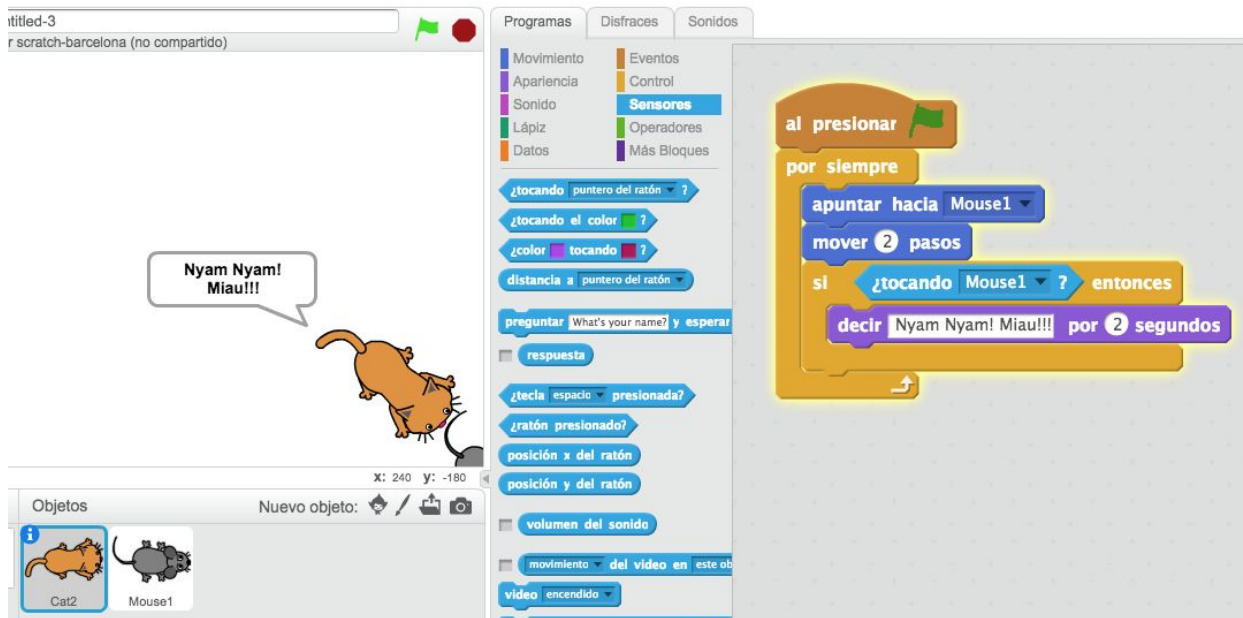 ntitled-3
r scratch-barcelona (no compartido)
Nyam Nyam!
Miau!!!
x: 240 y: -180
Objetos
Nuevo objeto:
Cat2
Mouse1
Programas
Disfraces
Sonidos
Movimiento
Eventos
Apariencia
Control
Sonido
Sensores
Lápiz
Operadores
Datos
Más Bloques
¿tocando puntero del ratón ?
¿tocando el color ?
¿color tocando ?
distancia a puntero del ratón
preguntar What's your name? y esperar
respuesta
¿tecla espacio presionada?
¿ratón presionado?
posición x del ratón
posición y del ratón
volumen del sonido
movimiento del video en este ob
video encendido
al presionar
por siempre
apuntar hacia Mouse1
mover 2 pasos
si ¿tocando Mouse1 ? entonces
decir Nyam Nyam! Miau!!! por 2 segundos